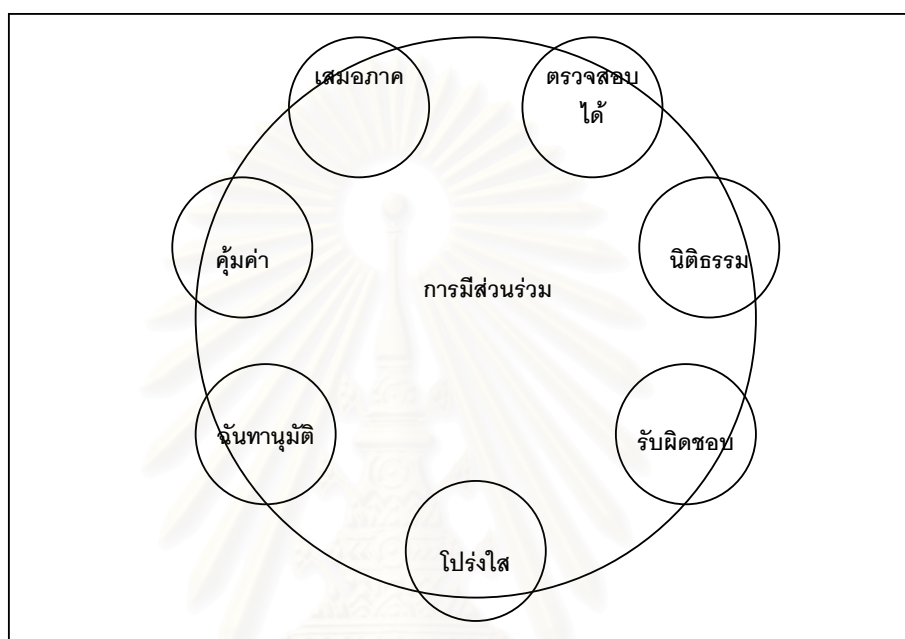 เสมอภาค
ตรวจสอบ
ได้
คุ้มค่า
นิติธรรม
การมีส่วนร่วม
ฉันทานุมัติ
รับผิดชอบ
โปร่งใส